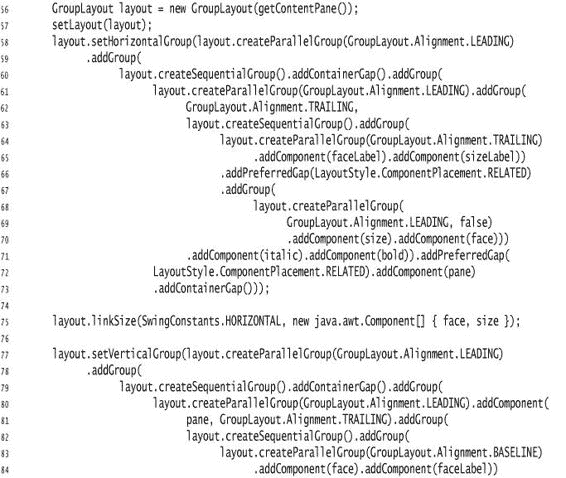 56 GroupLayout layout = new GroupLayout(getContentPane());
57 setLayout(layout);
58 layout.setHorizontalGroup(layout.createParallelGroup(GroupLayout.Alignment.LEADING)
59 .addGroup(
60 layout.createSequentialGroup().addContainerGap().addGroup(
61 layout.createParallelGroup(GroupLayout.Alignment.LEADING).addGroup(
62 GroupLayout.Alignment.TRAILING,
63 layout.createSequentialGroup().addGroup(
64 layout.createParallelGroup(GroupLayout.Alignment.TRAILING)
65 .addComponent(faceLabel).addComponent(sizeLabel))
66 .addPreferredGap(LayoutStyle.ComponentPlacement.RELATED)
67 .addGroup(
68 layout.createParallelGroup(
69 GroupLayout.Alignment.LEADING, false)
70 .addComponent(size).addComponent(face)))
71 .addComponent(italic).addComponent(bold)).addPreferredGap(
72 LayoutStyle.ComponentPlacement.RELATED).addComponent(pane)
73 .addContainerGap()));
74
75 layout.linkSize(SwingConstants.HORIZONTAL, new java.awt.Component[] { face, size });
76
77 layout.setVerticalGroup(layout.createParallelGroup(GroupLayout.Alignment.LEADING)
78 .addGroup(
79 layout.createSequentialGroup().addContainerGap().addGroup(
80 layout.createParallelGroup(GroupLayout.Alignment.LEADING).addComponent(
81 pane, GroupLayout.Alignment.TRAILING).addGroup(
82 layout.createSequentialGroup().addGroup(
83 layout.createParallelGroup(GroupLayout.Alignment.BASELINE)
84 .addComponent(face).addComponent(faceLabel))